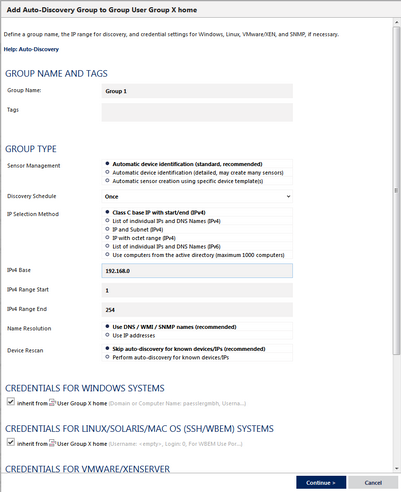 Add Auto-Discovery Group to Group User Group X home
Define a group name, the IP range for discovery, and credential settings for Windows, Linux, VMware/XEN, and SNMP, if necessary.
Help: Auto-Discovery
GROUP NAME AND TAGS
Group Name: Group 1
Tags
GROUP TYPE
Sensor Management Automatic device identification (standard, recommended)
Automatic device identification (detailed, may create many sensors)
Automatic sensor creation using specific device template(s)
Discovery Schedule Once
IP Selection Method Class C base IP with start/end (IPv4)
List of individual IPs and DNS Names (IPv4)
IP and Subnet (IPv4)
IP with octet range (IPv4)
List of individual IPs and DNS Names (IPv6)
Use computers from the active directory (maximum 1000 computers)
IPv4 Base 192.168.0
IPv4 Range Start 1
IPv4 Range End 254
Name Resolution Use DNS / WMI / SNMP names (recommended)
Use IP addresses
Device Rescan Skip auto-discovery for known devices/IPs (recommended)
Perform auto-discovery for known devices/IPs
CREDENTIALS FOR WINDOWS SYSTEMS
inherit from User Group X home (Domain or Computer Name: paesslergmbh, Userna...)
CREDENTIALS FOR LINUX/SOLARIS/MAC OS (SSH/WBEM) SYSTEMS
inherit from User Group X home (Username: <empty>, Login: 0, For WBEM Use Por...)
CREDENTIALS FOR VMWARE/XENSERVER
Continue >
Cancel